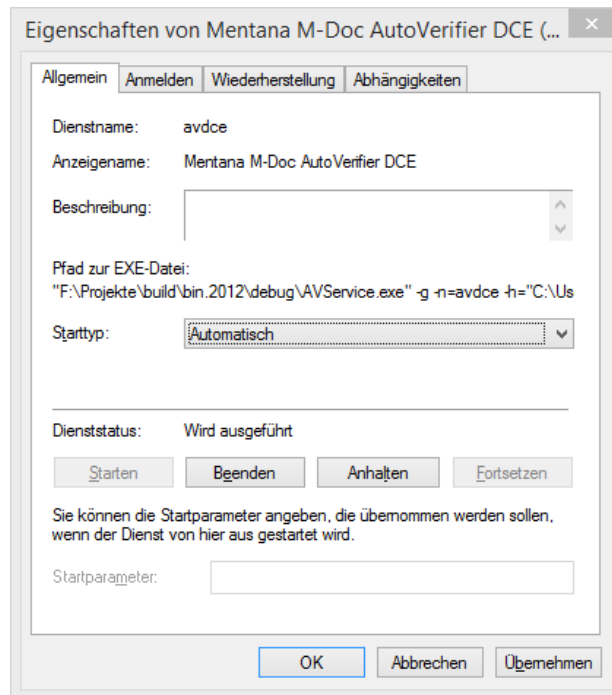 Eigenschaften von Mentana M-Doc AutoVerifier DCE (...
Allgemein Anmelden Wiederherstellung Abhängigkeiten
Dienstname: avdce
Anzeigename: Mentana M-Doc AutoVerifier DCE
Beschreibung:
Pfad zur EXE-Datei:
"F:\Projekte\build\bin.2012\debug\AVService.exe" -g -n=avdce -h="C:\Us
Starttyp: Automatisch
Dienststatus: Wird ausgeführt
Starten Beenden Anhalten Fortsetzen
Sie können die Startparameter angeben, die übernommen werden sollen,
wenn der Dienst von hier aus gestartet wird.
Startparameter:
OK Abbrechen Übernehmen